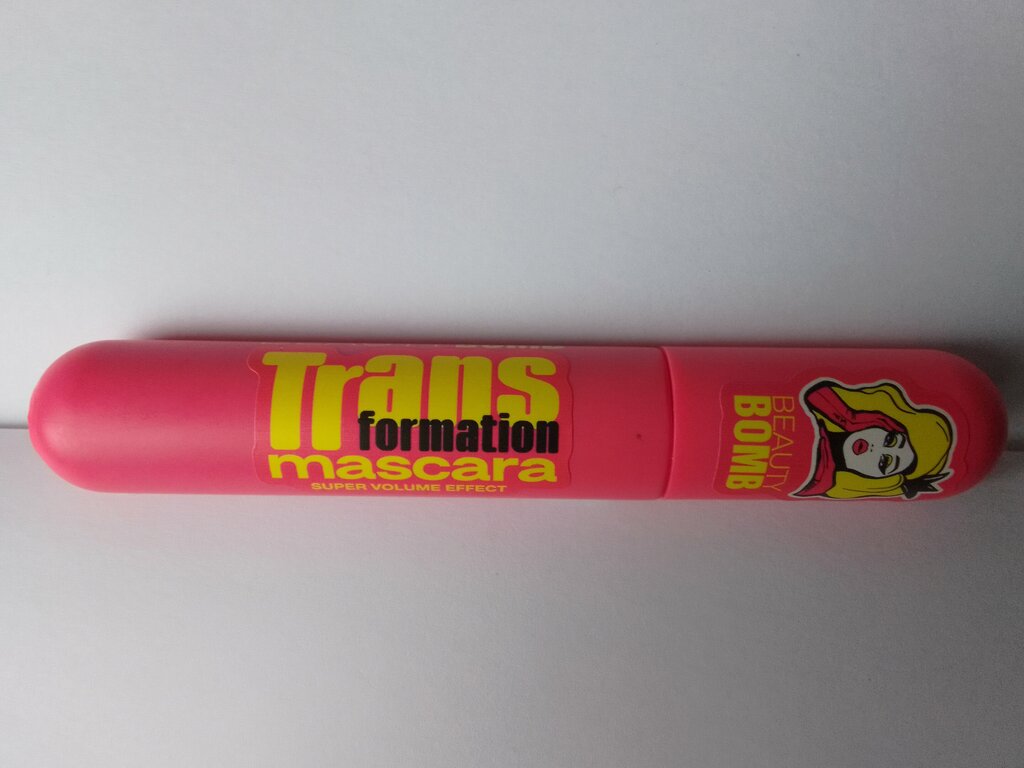 Trans
formation
mascara
SUPER VOLUME EFFECT
BEAUTY
BOMB